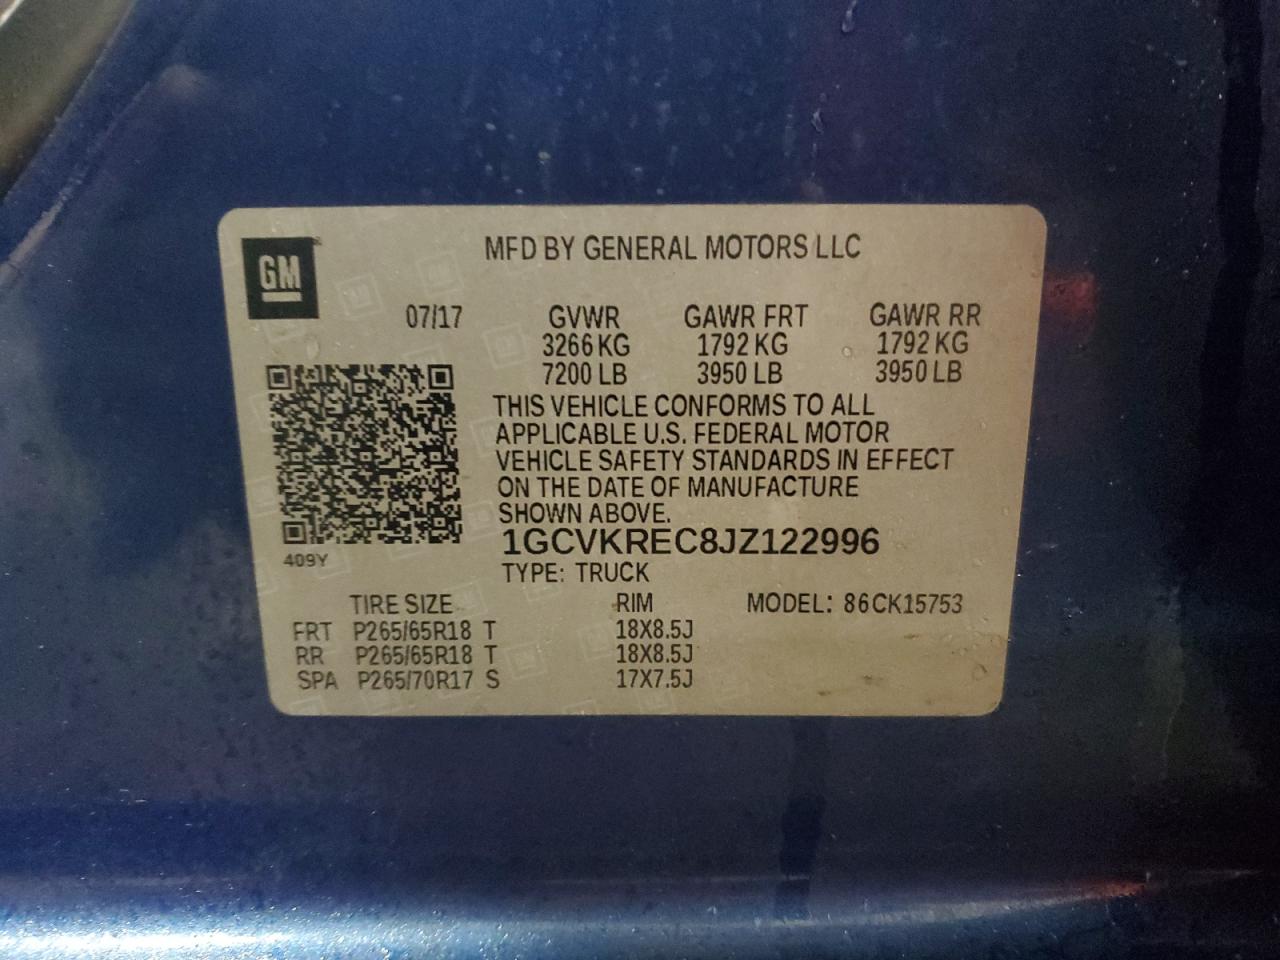 GM
MFD BY GENERAL MOTORS LLC
07/17 GVWR GAWR FRT GAWR RR
3266 KG 1792 KG 1792 KG
7200 LB 3950 LB 3950 LB
THIS VEHICLE CONFORMS TO ALL
APPLICABLE U.S. FEDERAL MOTOR
VEHICLE SAFETY STANDARDS IN EFFECT
ON THE DATE OF MANUFACTURE
SHOWN ABOVE.
1GCVKREC8JZ122996
409Y
TYPE: TRUCK
TIRE SIZE RIM MODEL: 86CK15753
FRT P265/65R18 T 18X8.5J
RR P265/65R18 T 18X8.5J
SPA P265/70R17 S 17X7.5J